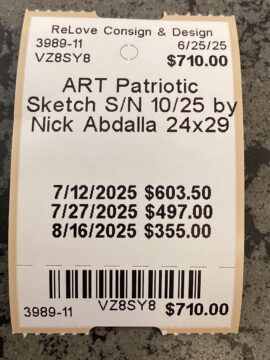 ReLove Consign & Design
3989-11 6/25/25
VZ8SY8 $710.00
ART Patriotic
Sketch S/N 10/25 by
Nick Abdalla 24x29
7/12/2025 $603.50
7/27/2025 $497.00
8/16/2025 $355.00
3989-11 VZ8SY8 $710.00